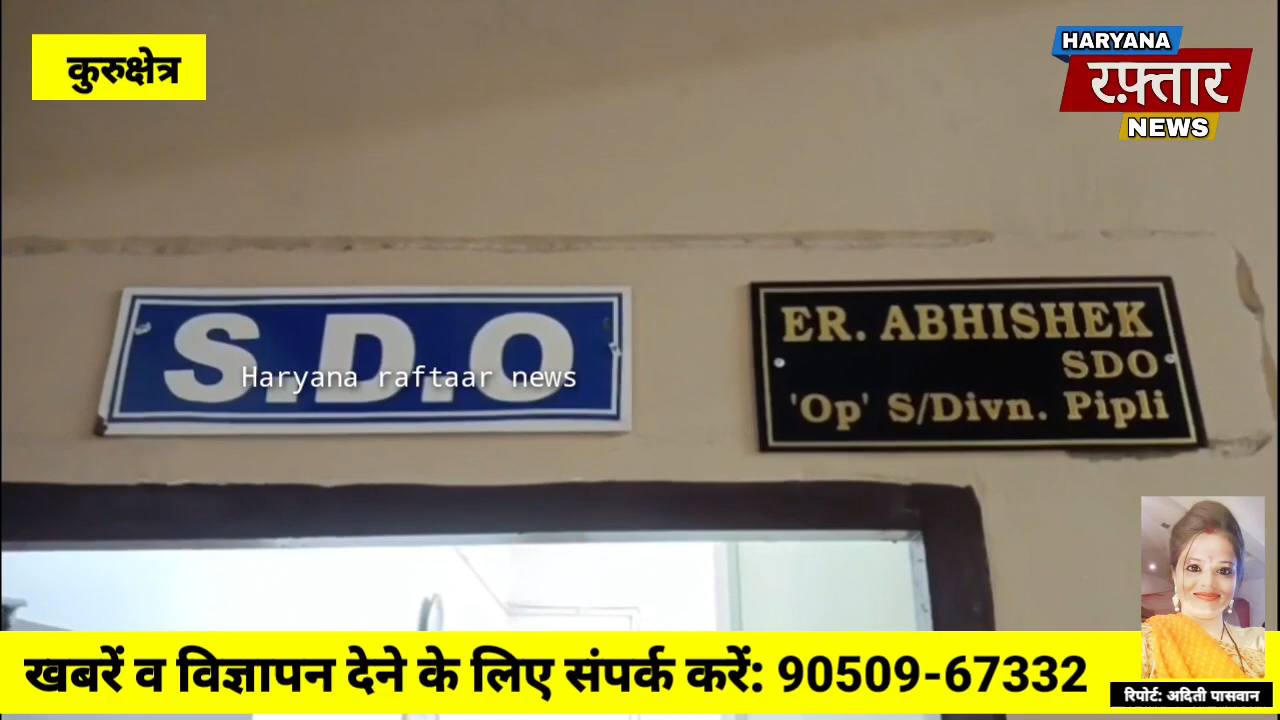 कुरुक्षेत्र
HARYANA
रफ़्तार
NEWS
S.D.O
Haryana raftaar news
ER. ABHISHEK
SDO
'Op' S/Divn. Pipli
खबरें व विज्ञापन देने के लिए संपर्क करें: 90509-67332
रिपोर्ट: अदिती पासवान